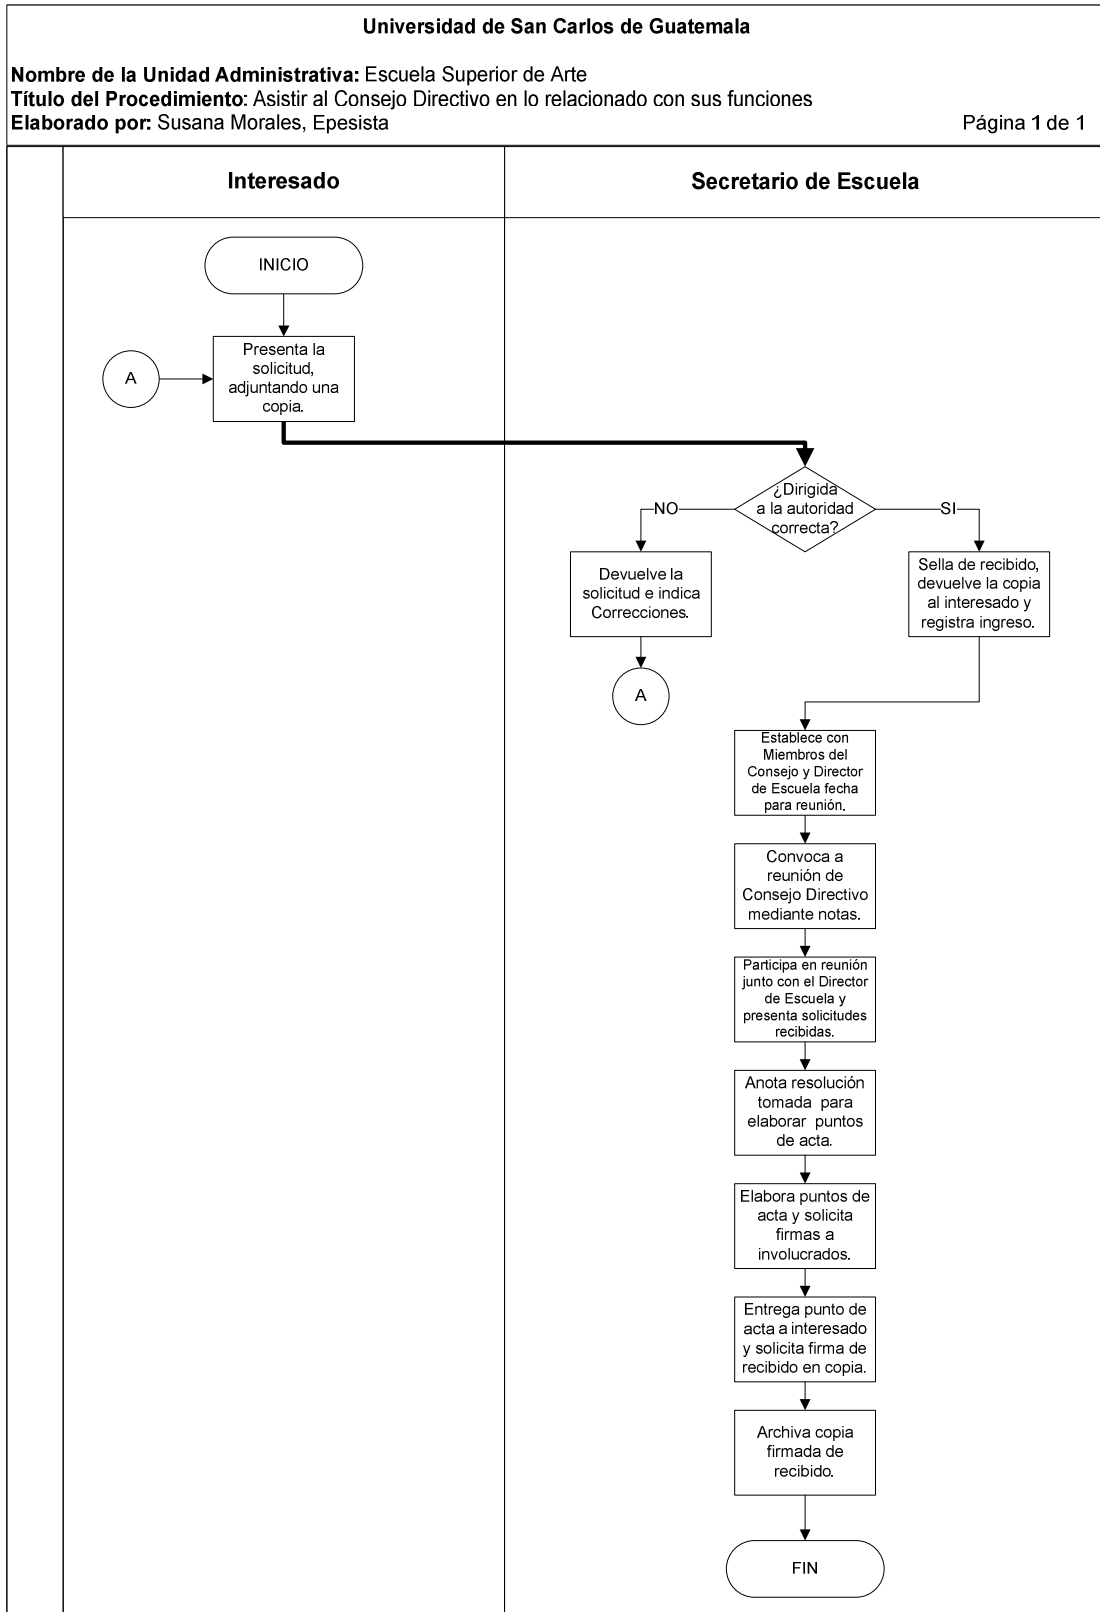 Universidad de San Carlos de Guatemala
Nombre de la Unidad Administrativa: Escuela Superior de Arte
Título del Procedimiento: Asistir al Consejo Directivo en lo relacionado con sus funciones
Elaborado por: Susana Morales, Epesista
Página 1 de 1
Interesado
Secretario de Escuela
INICIO
A
Presenta la
solicitud,
adjuntando una
copia.
¿Dirigida
a la autoridad
correcta?
NO
SI
Devuelve la
solicitud e indica
Correcciones.
A
Sella de recibido,
devuelve la copia
al interesado y
registra ingreso.
Establece con
Miembros del
Consejo y Director
de Escuela fecha
para reunión.
Convoca a
reunión de
Consejo Directivo
mediante notas.
Participa en reunión
junto con el Director
de Escuela y
presenta solicitudes
recibidas.
Anota resolución
tomada  para
elaborar  puntos
de acta.
Elabora puntos de
acta y solicita
firmas a
involucrados.
Entrega punto de
acta a interesado
y solicita firma de
recibido en copia.
Archiva copia
firmada de
recibido.
FIN